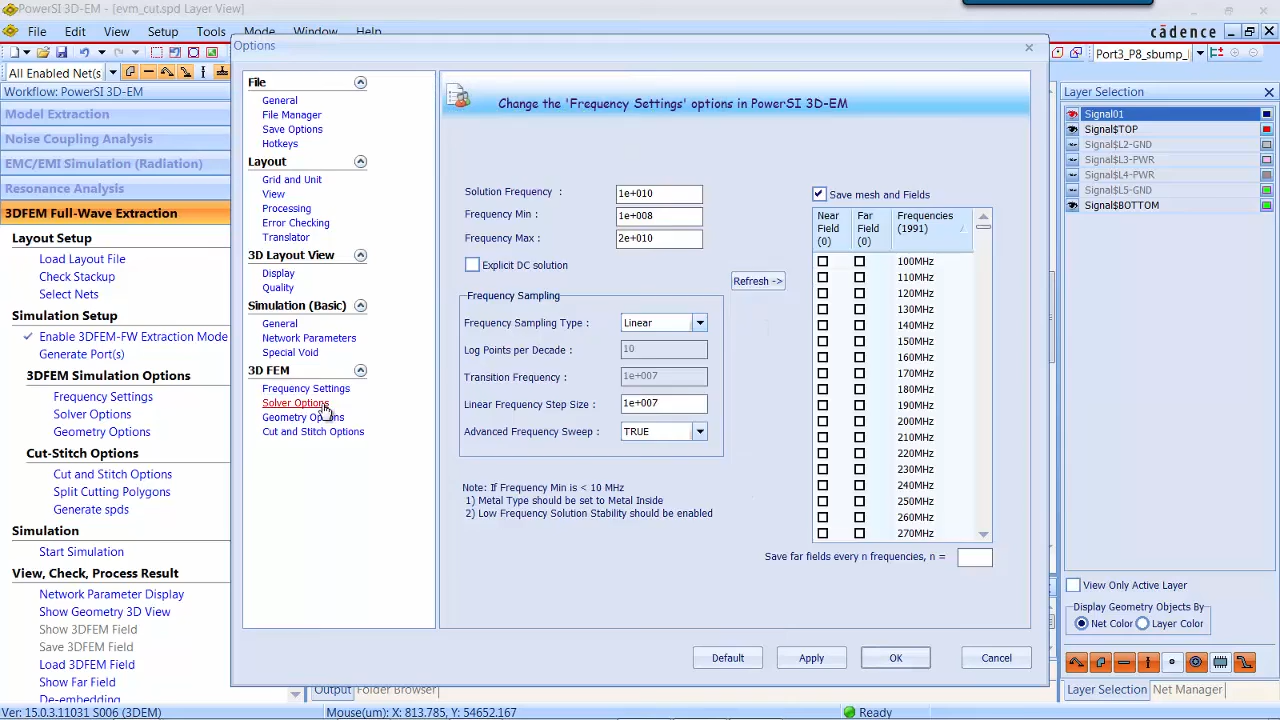 PowerSI 3D-EM - [evm_cut.spd Layer View]
File Edit View Setup Tools Mode Window Help
cādence
All Enabled Net(s
Port3_P8_sbump_
Workflow: PowerSI 3D-EM
Model Extraction
Noise Coupling Analysis
EMC/EMI Simulation (Radiation)
Resonance Analysis
3DFEM Full-Wave Extraction
Layout Setup
Load Layout File
Check Stackup
Select Nets
Simulation Setup
Enable 3DFEM-FW Extraction Mode
Generate Port(s)
3DFEM Simulation Options
Frequency Settings
Solver Options
Geometry Options
Cut-Stitch Options
Cut and Stitch Options
Split Cutting Polygons
Generate spds
Simulation
Start Simulation
View, Check, Process Result
Network Parameter Display
Show Geometry 3D View
Show 3DFEM Field
Save 3DFEM Field
Load 3DFEM Field
Show Far Field
De-embedding
Options
File
General
File Manager
Save Options
Hotkeys
Layout
Grid and Unit
View
Processing
Error Checking
Translator
3D Layout View
Display
Quality
Simulation (Basic)
General
Network Parameters
Special Void
3D FEM
Frequency Settings
Solver Options
Geometry Options
Cut and Stitch Options
Change the 'Frequency Settings' options in PowerSI 3D-EM
Solution Frequency : 1e+010
Frequency Min : 1e+008
Frequency Max : 2e+010
Explicit DC solution
Refresh ->
Frequency Sampling
Frequency Sampling Type : Linear
Log Points per Decade : 10
Transition Frequency : 1e+007
Linear Frequency Step Size : 1e+007
Advanced Frequency Sweep : TRUE
Note: If Frequency Min is < 10 MHz
1) Metal Type should be set to Metal Inside
2) Low Frequency Solution Stability should be enabled
Save mesh and Fields
Near Field (0) Far Field (0) Frequencies (1991)
100MHz
110MHz
120MHz
130MHz
140MHz
150MHz
160MHz
170MHz
180MHz
190MHz
200MHz
210MHz
220MHz
230MHz
240MHz
250MHz
260MHz
270MHz
Save far fields every n frequencies, n =
Default Apply OK Cancel
Layer Selection
Signal01
Signal$TOP
Signal$L2-GND
Signal$L3-PWR
Signal$L4-PWR
Signal$L5-GND
Signal$BOTTOM
View Only Active Layer
Display Geometry Objects By
Net Color Layer Color
Layer Selection Net Manager
Output Folder Browser
Ver: 15.0.3.11031 S006 (3DEM) Mouse(um): X: 813.785, Y: 54652.167 Ready